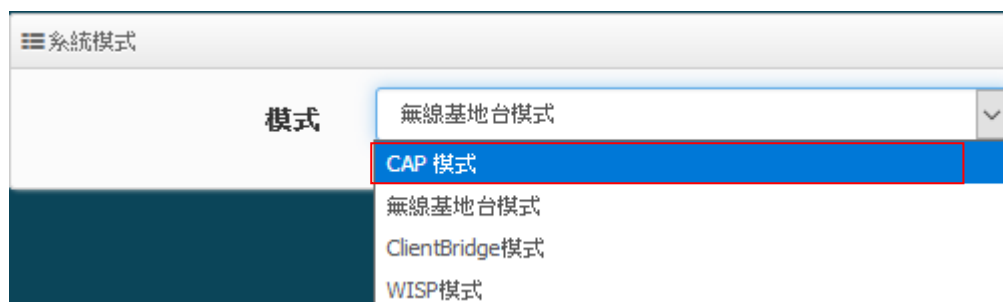 系統模式
模式 無線基地台模式
CAP 模式
無線基地台模式
ClientBridge模式
WISP模式